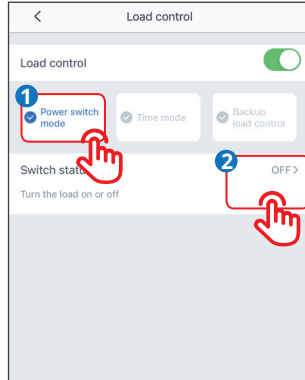 Load control
Load control
1
Power switch
mode
Time mode
Backup
load control
Switch status
2
OFF
Turn the load on or off